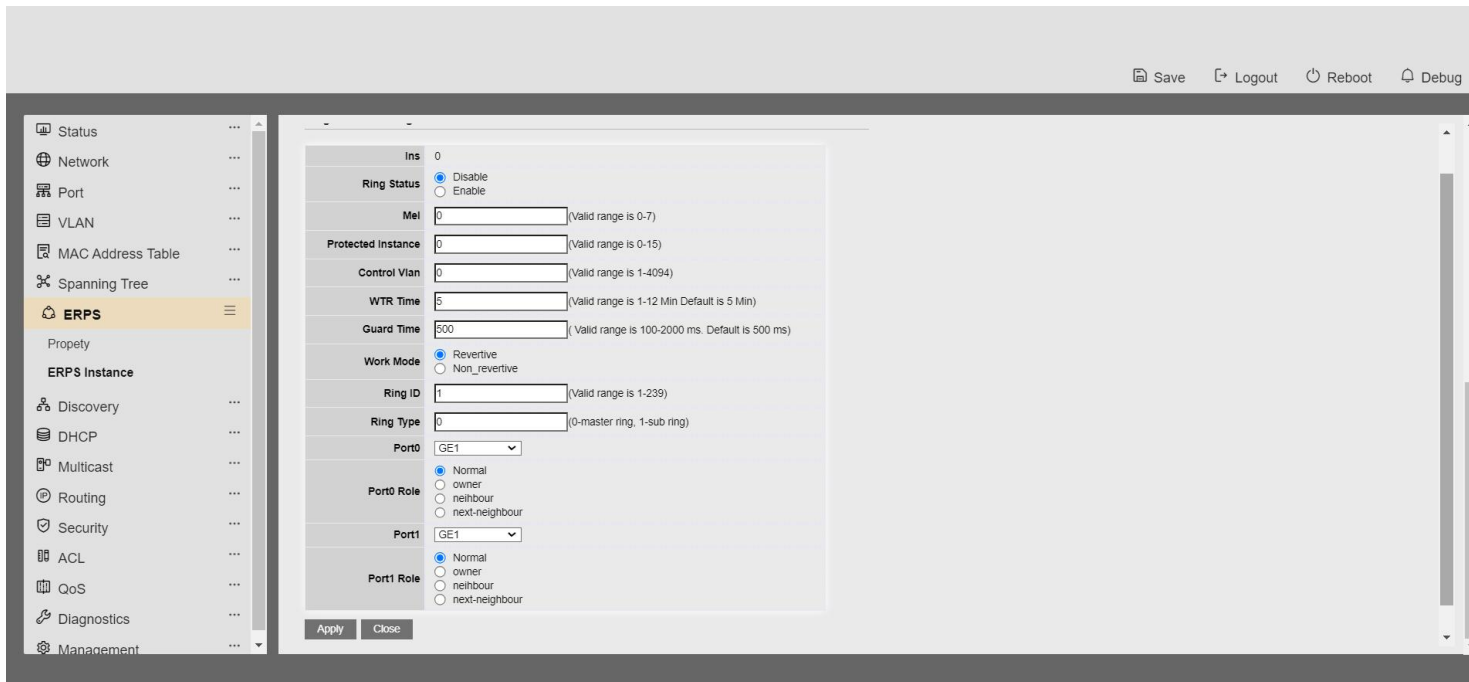 Save Logout Reboot Debug
Status
Network
Port
VLAN
MAC Address Table
Spanning Tree
ERPS
Propety
ERPS Instance
Discovery
DHCP
Multicast
Routing
Security
ACL
QoS
Diagnostics
Management
Ins 0
Ring Status Disable
Enable
Mel 0 (Valid range is 0-7)
Protected Instance 0 (Valid range is 0-15)
Control Vlan 0 (Valid range is 1-4094)
WTR Time 5 (Valid range is 1-12 Min Default is 5 Min)
Guard Time 500 ( Valid range is 100-2000 ms. Default is 500 ms)
Work Mode Revertive
Non_revertive
Ring ID 1 (Valid range is 1-239)
Ring Type 0 (0-master ring, 1-sub ring)
Port0 GE1
Port0 Role Normal
owner
neihbour
next-neighbour
Port1 GE1
Port1 Role Normal
owner
neihbour
next-neighbour
Apply Close